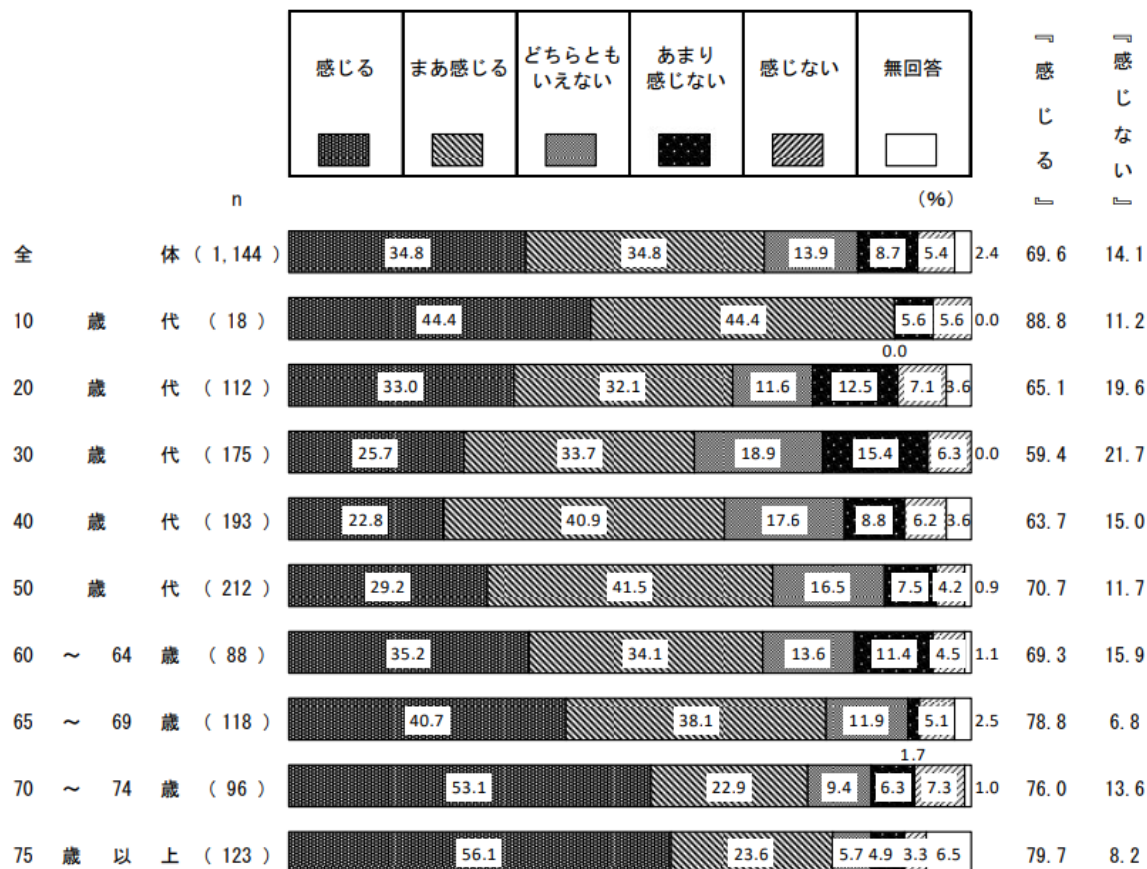 感じる まあ感じる どちらとも いえない あまり 感じない 感じない 無回答 『感じる』 『感じない』
n (%)
全体 (1,144) 34.8 34.8 13.9 8.7 5.4 2.4 69.6 14.1
10歳代 (18) 44.4 44.4 5.6 5.6 0.0 88.8 11.2
0.0
20歳代 (112) 33.0 32.1 11.6 12.5 7.1 3.6 65.1 19.6
30歳代 (175) 25.7 33.7 18.9 15.4 6.3 0.0 59.4 21.7
40歳代 (193) 22.8 40.9 17.6 8.8 6.2 3.6 63.7 15.0
50歳代 (212) 29.2 41.5 16.5 7.5 4.2 0.9 70.7 11.7
60～64歳 (88) 35.2 34.1 13.6 11.4 4.5 1.1 69.3 15.9
65～69歳 (118) 40.7 38.1 11.9 5.1 2.5 78.8 6.8
1.7
70～74歳 (96) 53.1 22.9 9.4 6.3 7.3 1.0 76.0 13.6
75歳以上 (123) 56.1 23.6 5.7 4.9 3.3 6.5 79.7 8.2